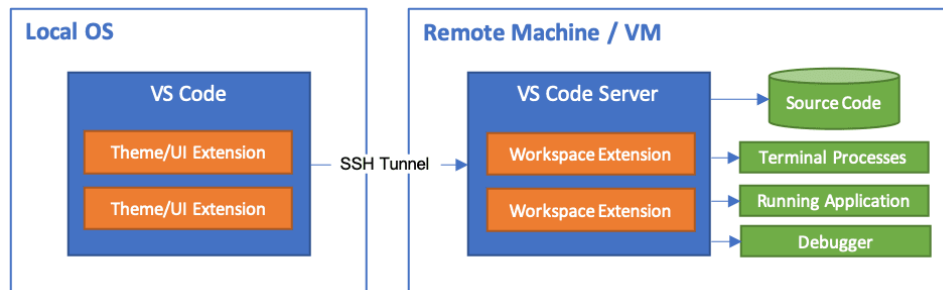 Local OS
VS Code
Theme/UI Extension
Theme/UI Extension
SSH Tunnel
Remote Machine / VM
VS Code Server
Workspace Extension
Workspace Extension
Source Code
Terminal Processes
Running Application
Debugger